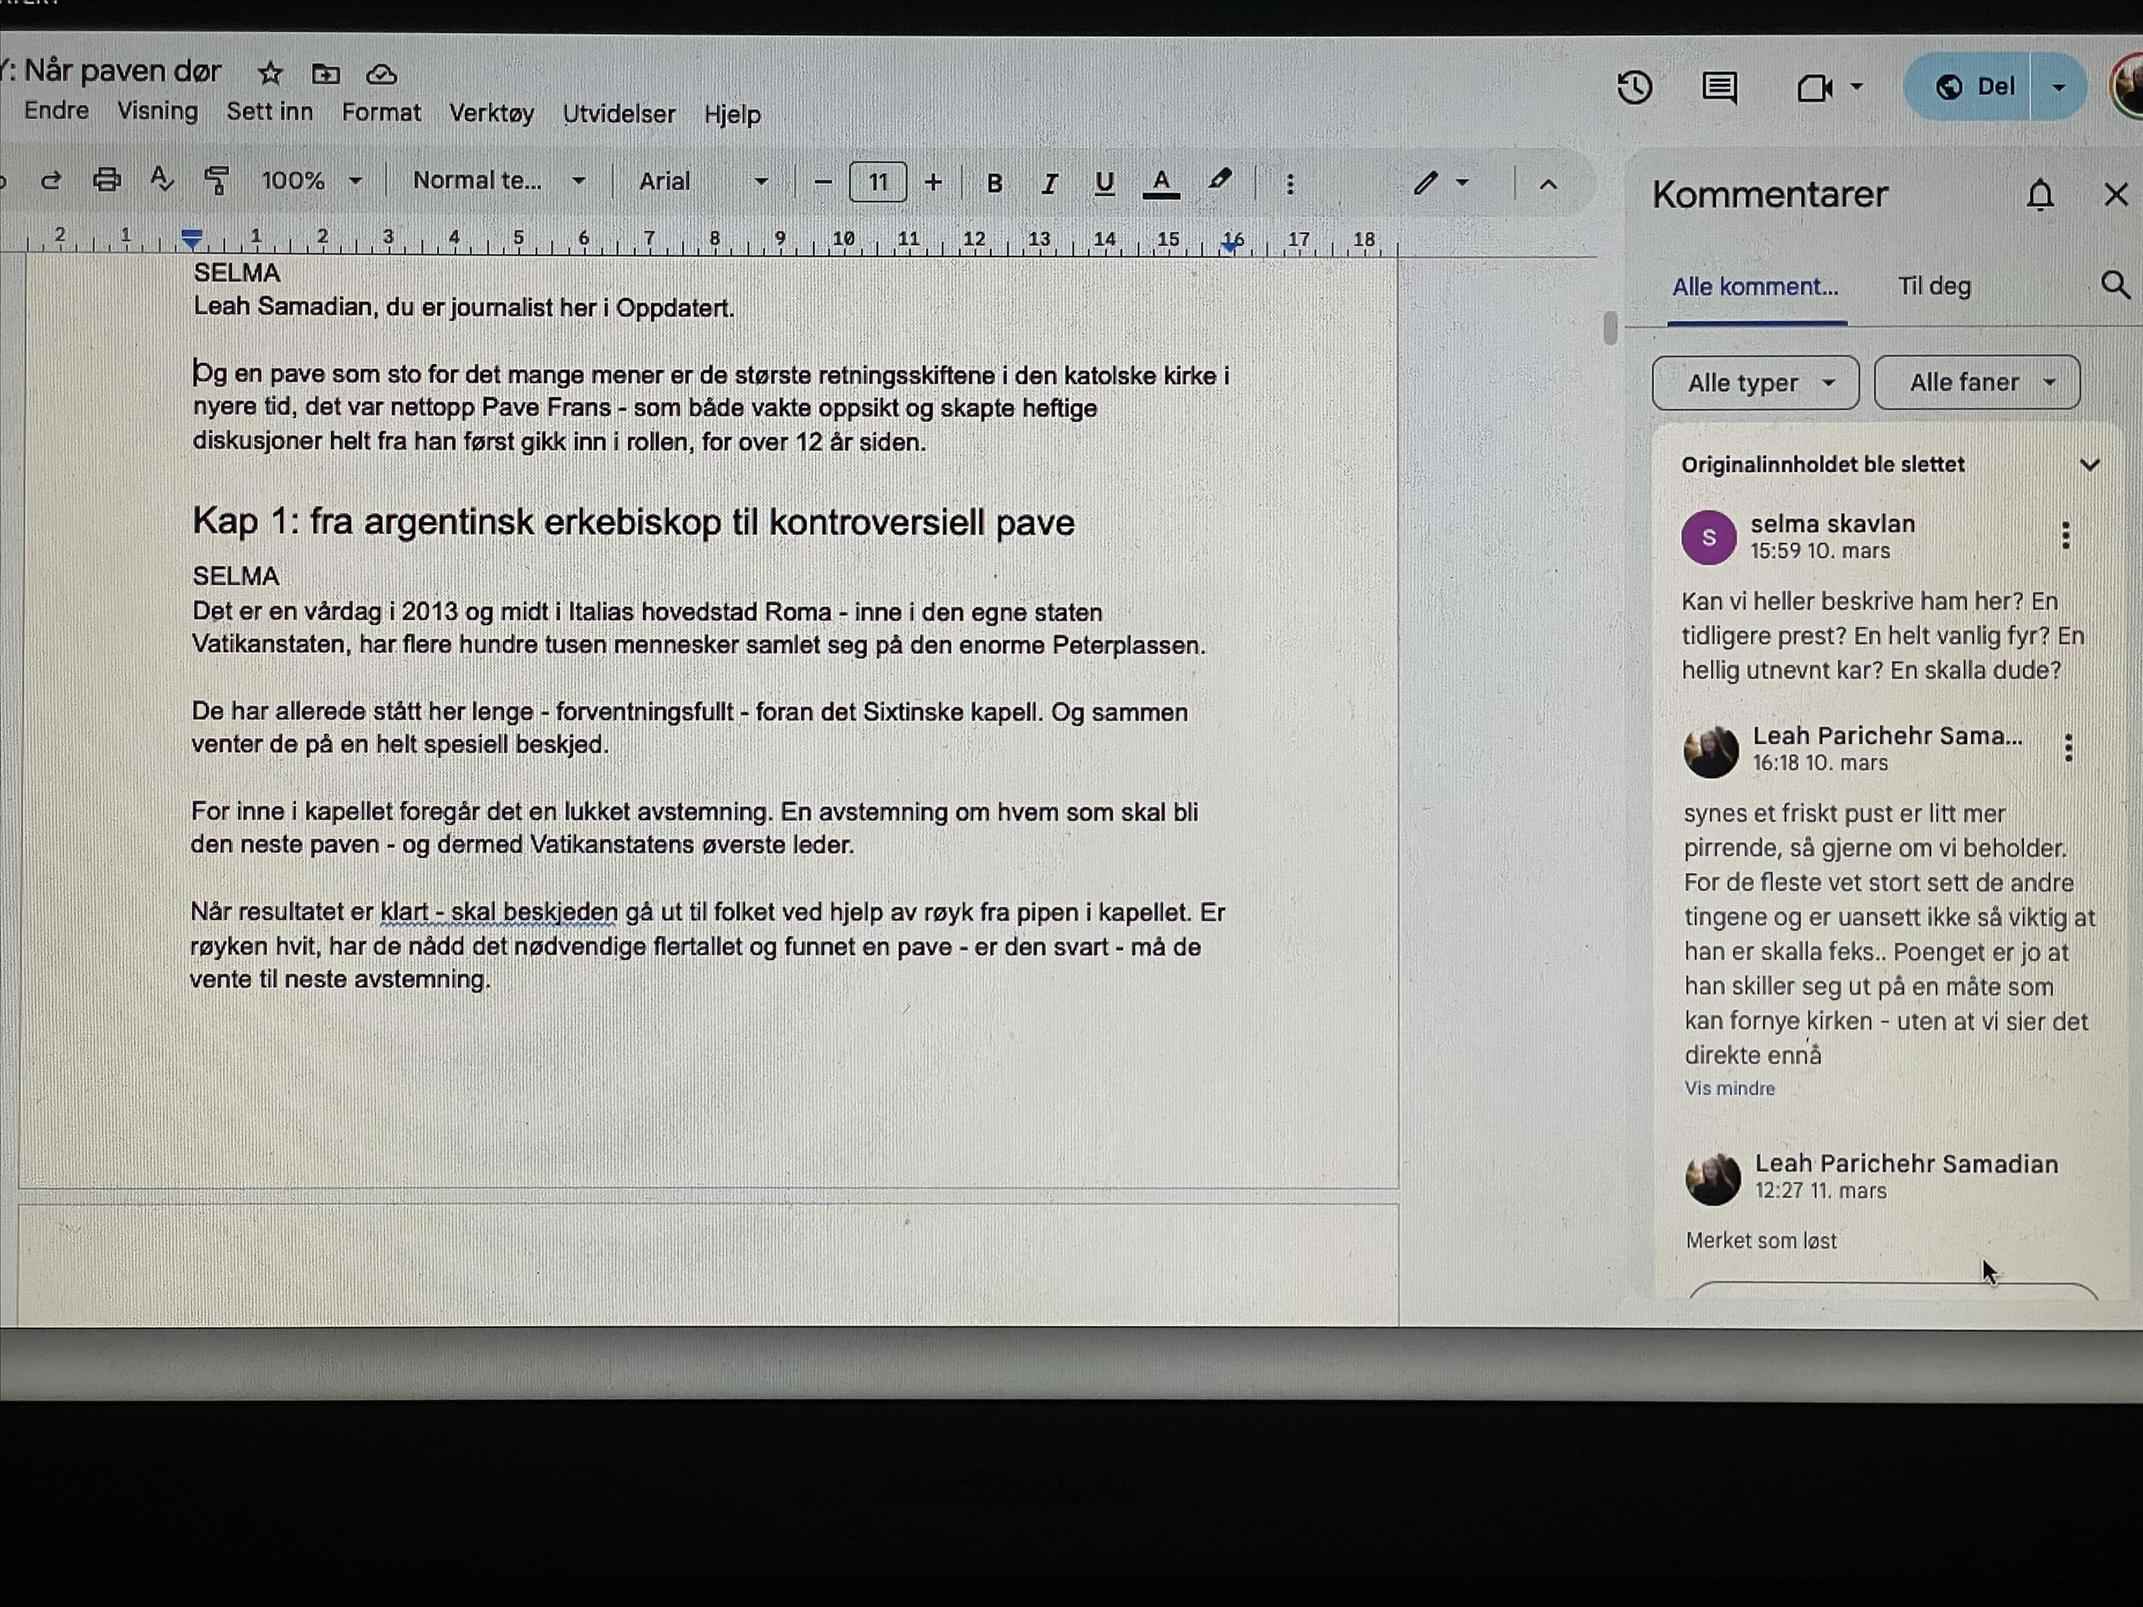 Når paven dør
Endre Visning Sett inn Format Verktøy Utvidelser Hjelp
Del
100% Normal te... Arial 11 B I U A
2 1 1 2 3 4 5 6 7 8 9 10 11 12 13 14 15 16 17 18
SELMA
Leah Samadian, du er journalist her i Oppdatert.
Og en pave som sto for det mange mener er de største retningsskiftene i den katolske kirke i
nyere tid, det var nettopp Pave Frans - som både vakte oppsikt og skapte heftige
diskusjoner helt fra han først gikk inn i rollen, for over 12 år siden.
Kap 1: fra argentinsk erkebiskop til kontroversiell pave
SELMA
Det er en vårdag i 2013 og midt i Italias hovedstad Roma - inne i den egne staten
Vatikanstaten, har flere hundre tusen mennesker samlet seg på den enorme Peterplassen.
De har allerede stått her lenge - forventningsfullt - foran det Sixtinske kapell. Og sammen
venter de på en helt spesiell beskjed.
For inne i kapellet foregår det en lukket avstemning. En avstemning om hvem som skal bli
den neste paven - og dermed Vatikanstatens øverste leder.
Når resultatet er klart - skal beskjeden gå ut til folket ved hjelp av røyk fra pipen i kapellet. Er
røyken hvit, har de nådd det nødvendige flertallet og funnet en pave - er den svart - må de
vente til neste avstemning.
Kommentarer
Alle komment... Til deg
Alle typer Alle faner
Originalinnholdet ble slettet
S
selma skavlan
15:59 10. mars
Kan vi heller beskrive ham her? En
tidligere prest? En helt vanlig fyr? En
hellig utnevnt kar? En skalla dude?
Leah Parichehr Sama...
16:18 10. mars
synes et friskt pust er litt mer
pirrende, så gjerne om vi beholder.
For de fleste vet stort sett de andre
tingene og er uansett ikke så viktig at
han er skalla feks.. Poenget er jo at
han skiller seg ut på en måte som
kan fornye kirken - uten at vi sier det
direkte ennå
Vis mindre
Leah Parichehr Samadian
12:27 11. mars
Merket som løst